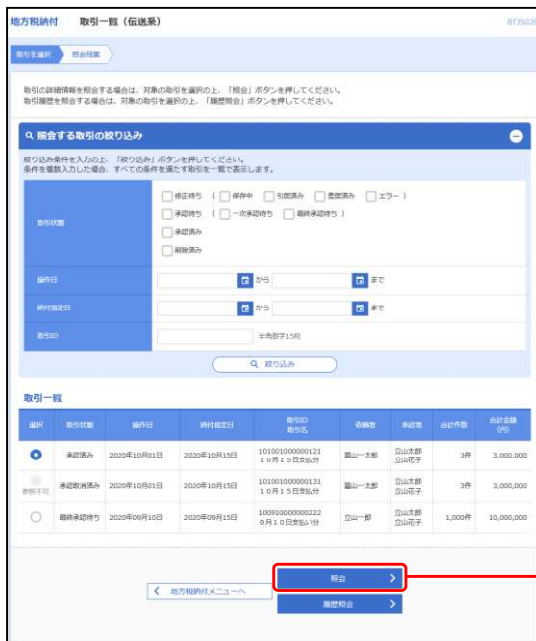 地方税納付 取引一覧（伝送系） BTJS020
取引を選択 照会結果
取引の詳細情報を照会する場合は、対象の取引を選択の上、「照会」ボタンを押してください。
取引履歴を照会する場合は、対象の取引を選択の上、「履歴照会」ボタンを押してください。
照会する取引の絞り込み
絞り込み条件を入力の上、「絞り込み」ボタンを押してください。
条件を複数入力した場合、すべての条件を満たす取引を一覧で表示します。
取引状態
修正待ち （ 保存中 引戻済み 差戻済み エラー ）
承認待ち （ 一次承認待ち 最終承認待ち ）
承認済み
削除済み
操作日 から まで
納付指定日 から まで
取引ID 半角数字15桁
絞り込み
取引一覧
選択 取引状態 操作日 納付指定日 取引ID 取引名 依頼者 承認者 合計件数 合計金額 (円)
承認済み 2020年10月01日 2020年10月15日 101001000000121 富山一太郎 立山太郎 3件 3,000,000
１０月１５日支払分 立山花子
参照不可 承認取消済み 2020年10月01日 2020年10月15日 101001000000131 富山一太郎 立山太郎 3件 3,000,000
１０月１５日支払分 立山花子
最終承認待ち 2020年09月10日 2020年09月15日 100910000000222 立山一郎 立山太郎 1,000件 10,000,000
９月１０日支払い分 立山花子
照会
地方税納付メニューへ
履歴照会